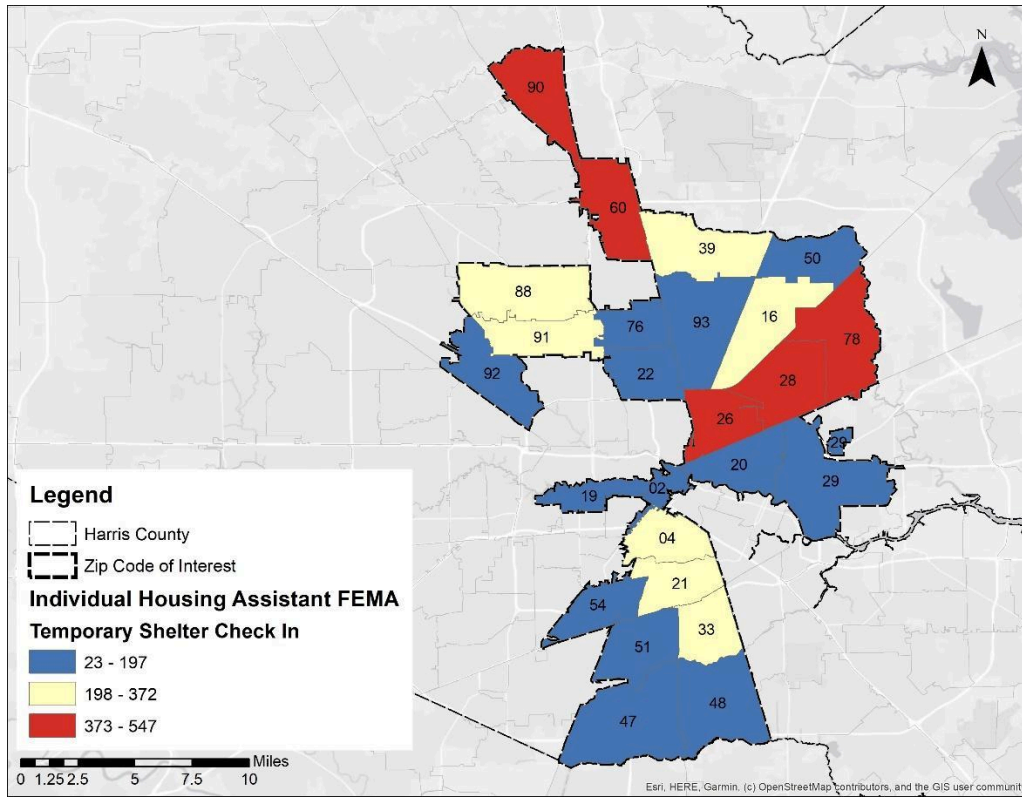 N
90
60
39
50
88
76
93
16
78
91
92
22
28
26
29
20
29
19
02
04
21
54
33
51
48
47
Legend
Harris County
Zip Code of Interest
Individual Housing Assistant FEMA
Temporary Shelter Check In
23 - 197
198 - 372
373 - 547
Miles
0 1.25 2.5 5 7.5 10
Esri, HERE, Garmin, (c) OpenStreetMap contributors, and the GIS user communit